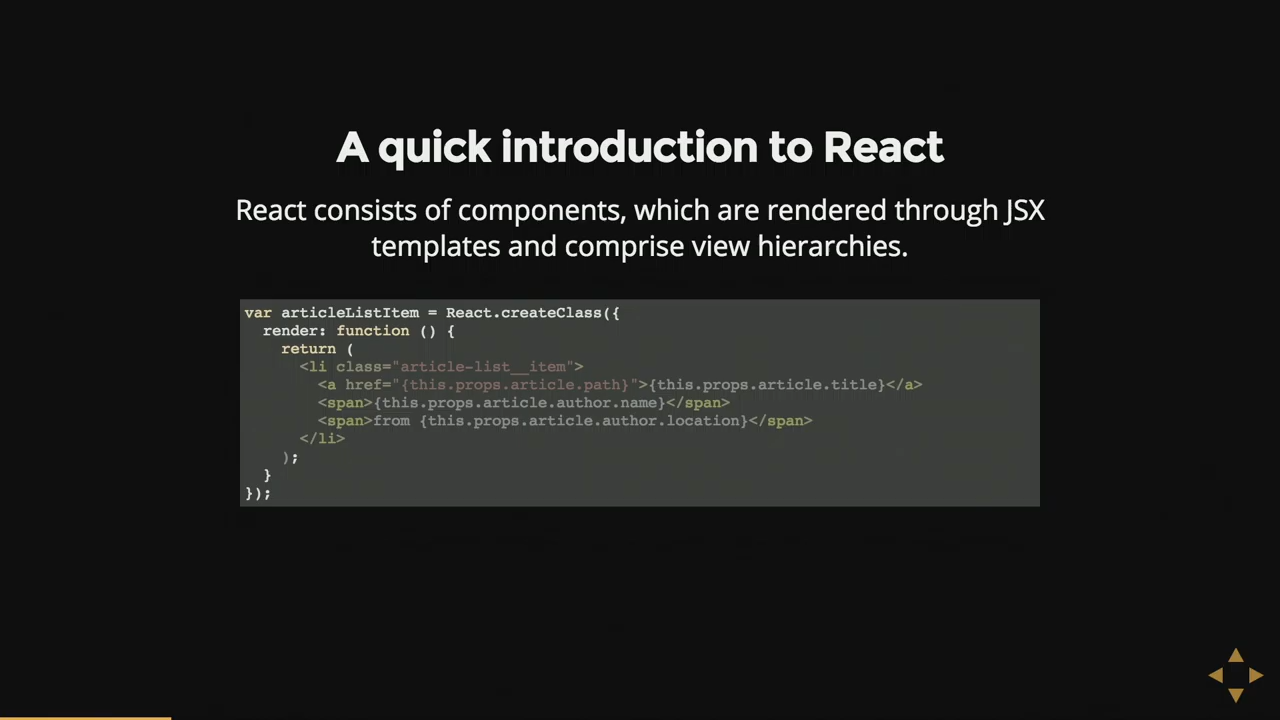 A quick introduction to React
React consists of components, which are rendered through JSX
templates and comprise view hierarchies.
var articleListItem = React.createClass({
  render: function () {
    return (
      <li class="article-list__item">
        <a href="{this.props.article.path}">{this.props.article.title}</a>
        <span>{this.props.article.author.name}</span>
        <span>from {this.props.article.author.location}</span>
      </li>
    );
  }
});